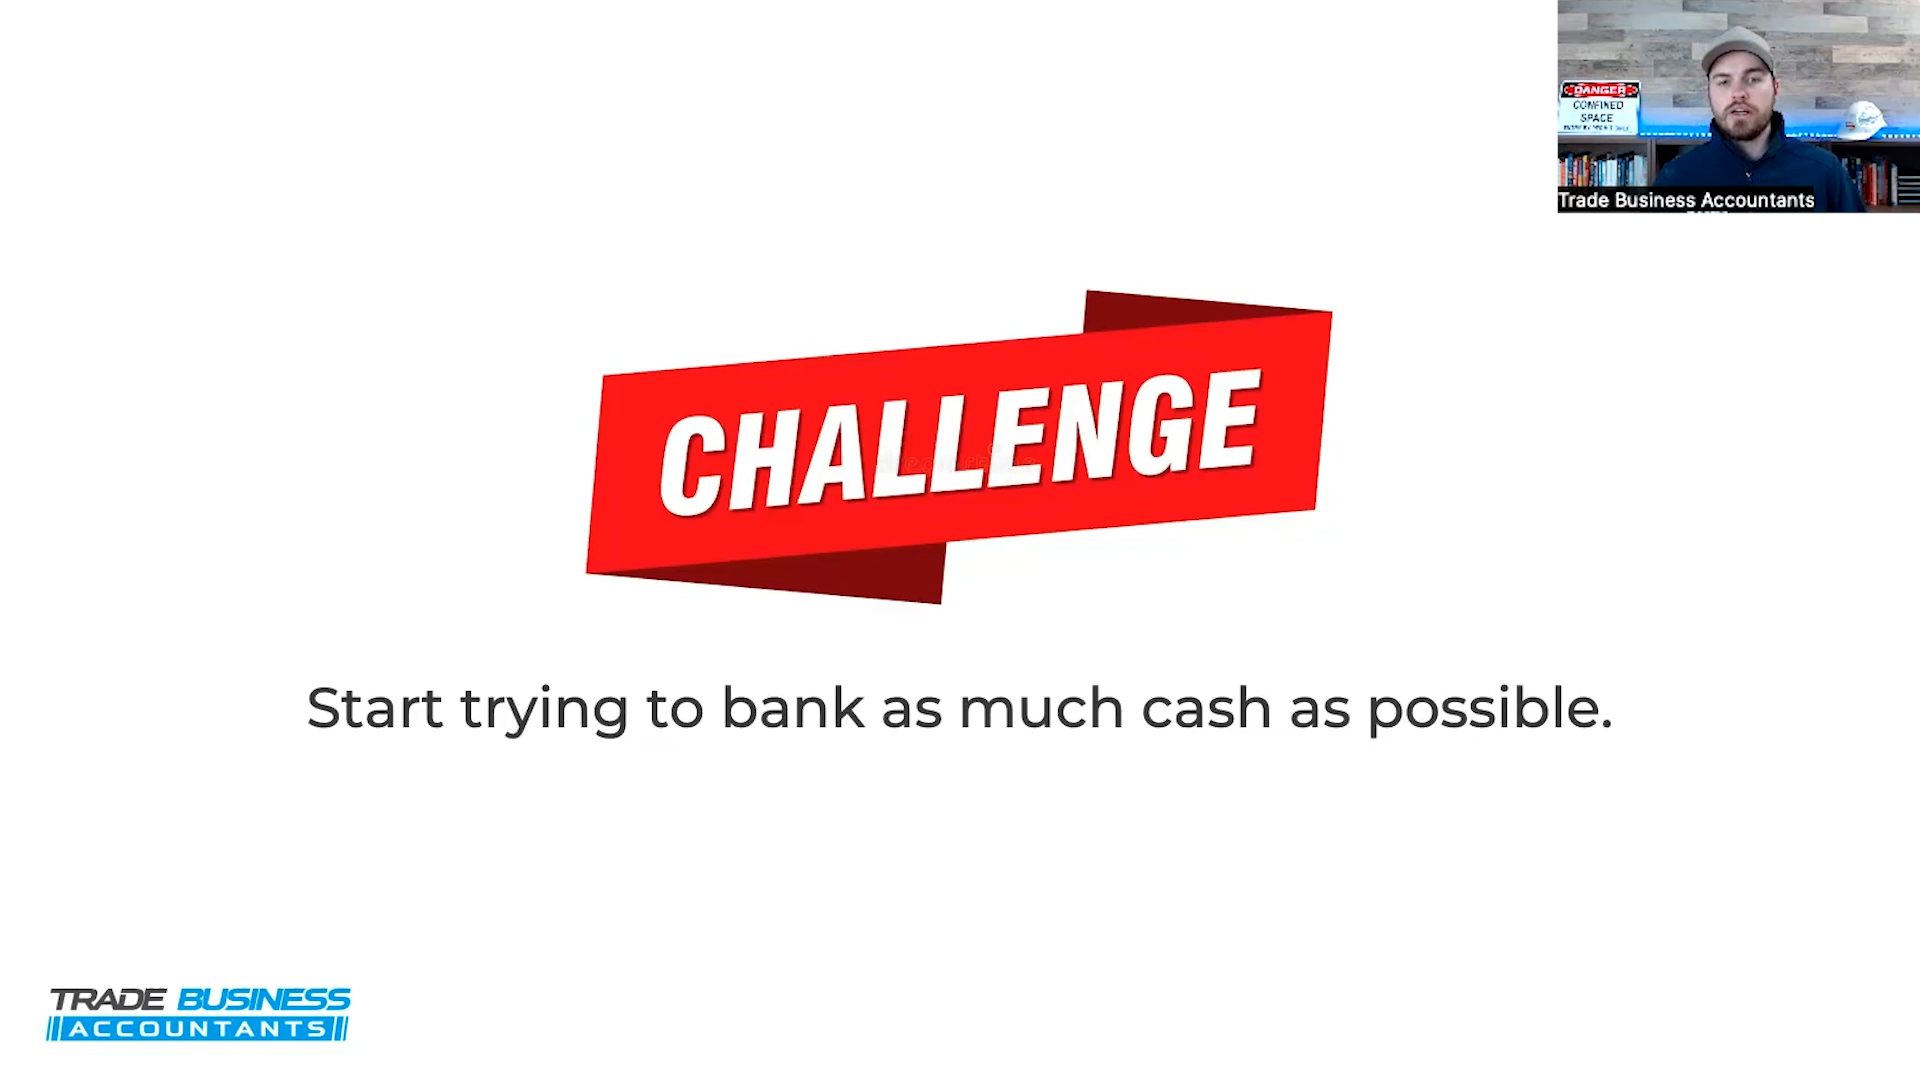 DANGER
CONFINED
SPACE
Trade Business Accountants
CHALLENGE
Start trying to bank as much cash as possible.
TRADE BUSINESS
ACCOUNTANTS